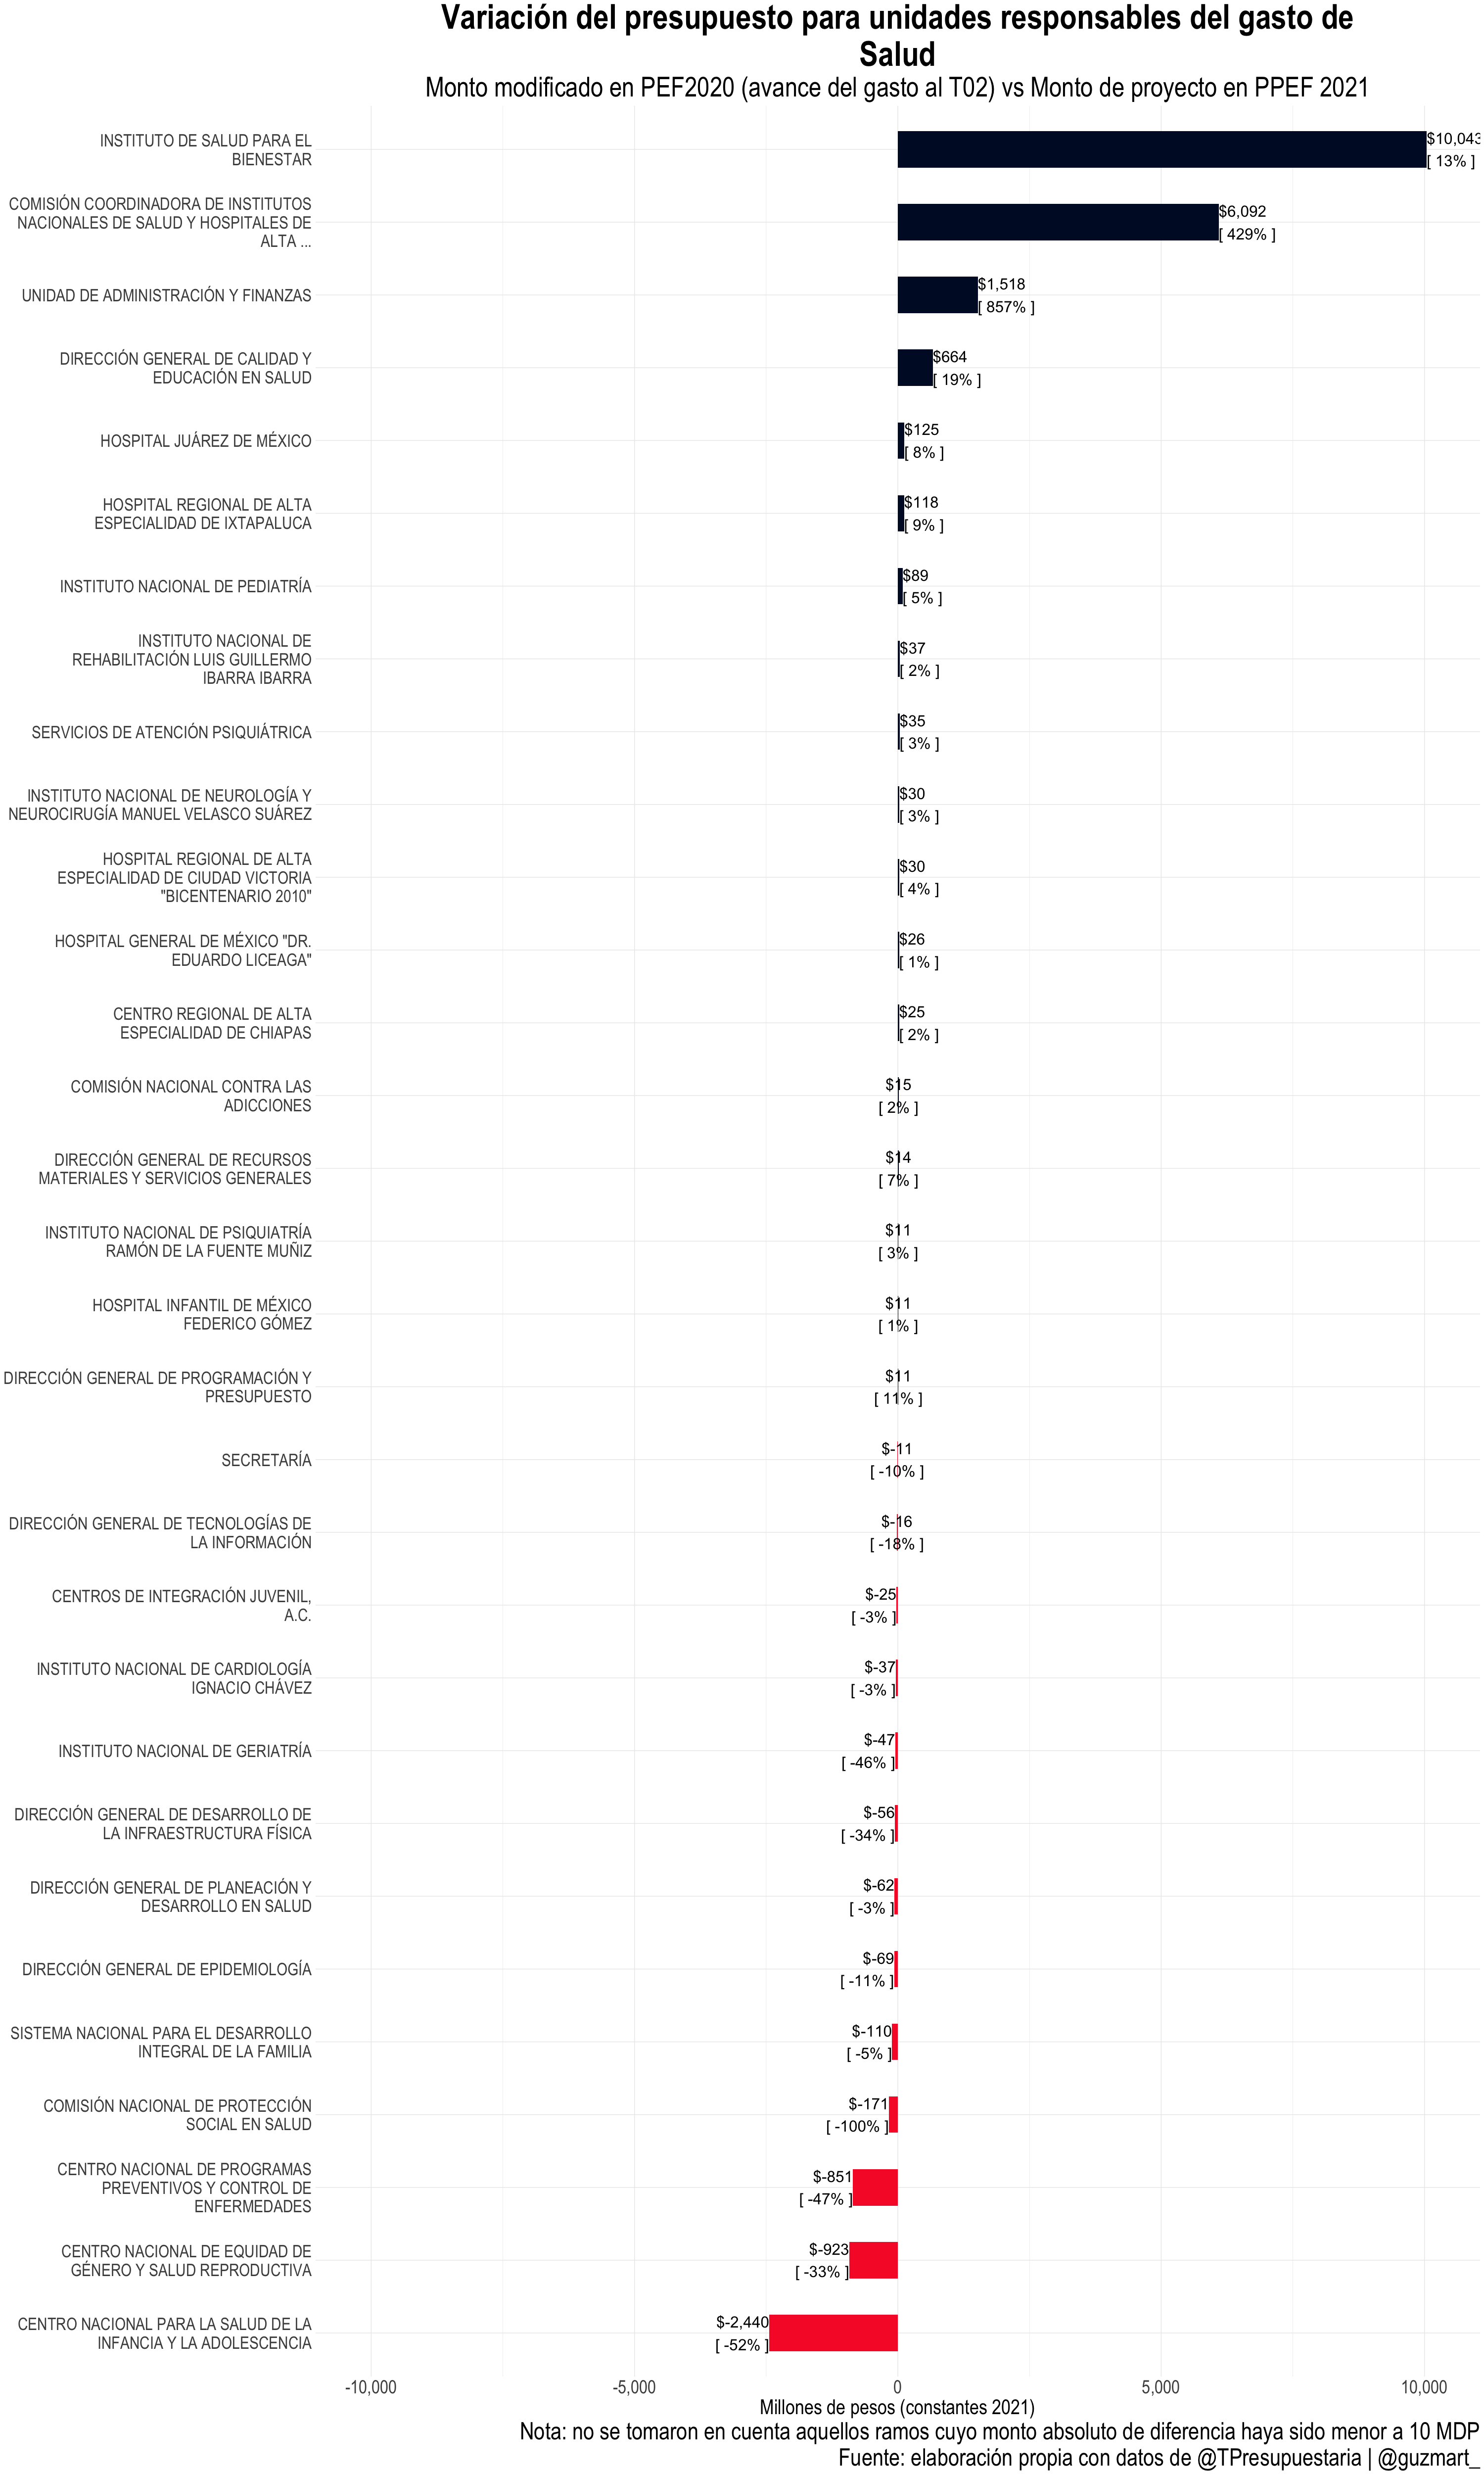 Variación del presupuesto para unidades responsables del gasto de
Salud
Monto modificado en PEF2020 (avance del gasto al T02) vs Monto de proyecto en PPEF 2021
INSTITUTO DE SALUD PARA EL
BIENESTAR
$10,043
[ 13% ]
COMISIÓN COORDINADORA DE INSTITUTOS
NACIONALES DE SALUD Y HOSPITALES DE
ALTA ...
$6,092
[ 429% ]
UNIDAD DE ADMINISTRACIÓN Y FINANZAS
$1,518
[ 857% ]
DIRECCIÓN GENERAL DE CALIDAD Y
EDUCACIÓN EN SALUD
$664
[ 19% ]
HOSPITAL JUÁREZ DE MÉXICO
$125
[ 8% ]
HOSPITAL REGIONAL DE ALTA
ESPECIALIDAD DE IXTAPALUCA
$118
[ 9% ]
INSTITUTO NACIONAL DE PEDIATRÍA
$89
[ 5% ]
INSTITUTO NACIONAL DE
REHABILITACIÓN LUIS GUILLERMO
IBARRA IBARRA
$37
[ 2% ]
SERVICIOS DE ATENCIÓN PSIQUIÁTRICA
$35
[ 3% ]
INSTITUTO NACIONAL DE NEUROLOGÍA Y
NEUROCIRUGÍA MANUEL VELASCO SUÁREZ
$30
[ 3% ]
HOSPITAL REGIONAL DE ALTA
ESPECIALIDAD DE CIUDAD VICTORIA
"BICENTENARIO 2010"
$30
[ 4% ]
HOSPITAL GENERAL DE MÉXICO "DR.
EDUARDO LICEAGA"
$26
[ 1% ]
CENTRO REGIONAL DE ALTA
ESPECIALIDAD DE CHIAPAS
$25
[ 2% ]
COMISIÓN NACIONAL CONTRA LAS
ADICCIONES
$15
[ 2% ]
DIRECCIÓN GENERAL DE RECURSOS
MATERIALES Y SERVICIOS GENERALES
$14
[ 7% ]
INSTITUTO NACIONAL DE PSIQUIATRÍA
RAMÓN DE LA FUENTE MUÑIZ
$11
[ 3% ]
HOSPITAL INFANTIL DE MÉXICO
FEDERICO GÓMEZ
$11
[ 1% ]
DIRECCIÓN GENERAL DE PROGRAMACIÓN Y
PRESUPUESTO
$11
[ 11% ]
SECRETARÍA
$-11
[ -10% ]
DIRECCIÓN GENERAL DE TECNOLOGÍAS DE
LA INFORMACIÓN
$-16
[ -18% ]
CENTROS DE INTEGRACIÓN JUVENIL,
A.C.
$-25
[ -3% ]
INSTITUTO NACIONAL DE CARDIOLOGÍA
IGNACIO CHÁVEZ
$-37
[ -3% ]
INSTITUTO NACIONAL DE GERIATRÍA
$-47
[ -46% ]
DIRECCIÓN GENERAL DE DESARROLLO DE
LA INFRAESTRUCTURA FÍSICA
$-56
[ -34% ]
DIRECCIÓN GENERAL DE PLANEACIÓN Y
DESARROLLO EN SALUD
$-62
[ -3% ]
DIRECCIÓN GENERAL DE EPIDEMIOLOGÍA
$-69
[ -11% ]
SISTEMA NACIONAL PARA EL DESARROLLO
INTEGRAL DE LA FAMILIA
$-110
[ -5% ]
COMISIÓN NACIONAL DE PROTECCIÓN
SOCIAL EN SALUD
$-171
[ -100% ]
CENTRO NACIONAL DE PROGRAMAS
PREVENTIVOS Y CONTROL DE
ENFERMEDADES
$-851
[ -47% ]
CENTRO NACIONAL DE EQUIDAD DE
GÉNERO Y SALUD REPRODUCTIVA
$-923
[ -33% ]
CENTRO NACIONAL PARA LA SALUD DE LA
INFANCIA Y LA ADOLESCENCIA
$-2,440
[ -52% ]
-10,000 -5,000 0 5,000 10,000
Millones de pesos (constantes 2021)
Nota: no se tomaron en cuenta aquellos ramos cuyo monto absoluto de diferencia haya sido menor a 10 MDP
Fuente: elaboración propia con datos de @TPresupuestaria | @guzmart_